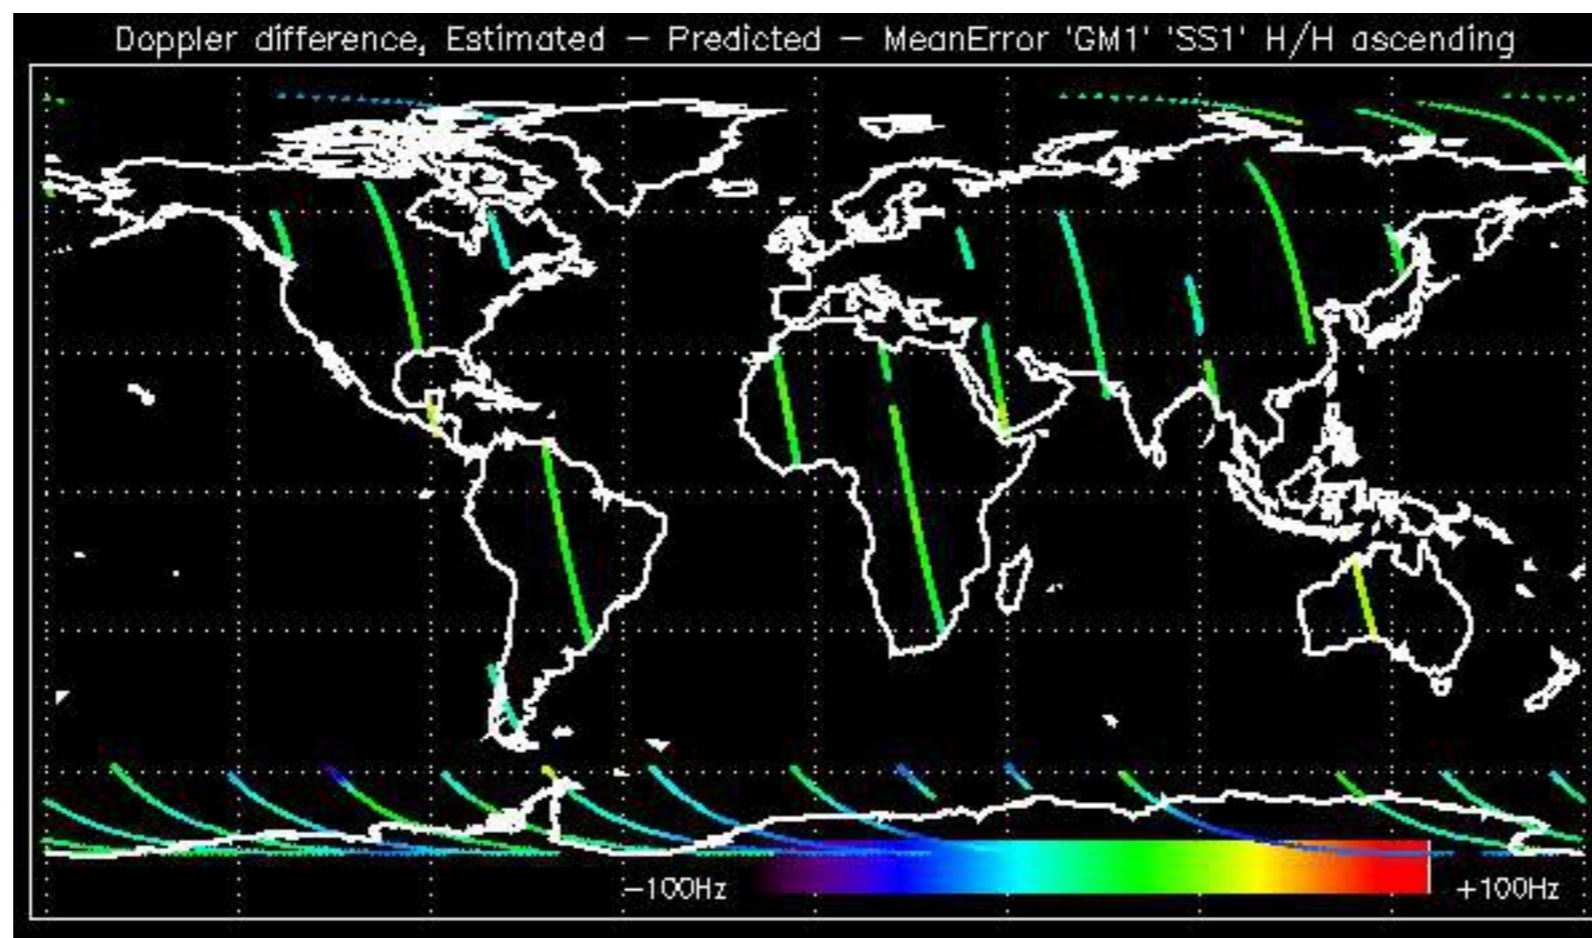 Doppler difference, Estimated - Predicted - MeanError 'GM1' 'SS1' H/H ascending
-100Hz
+100Hz